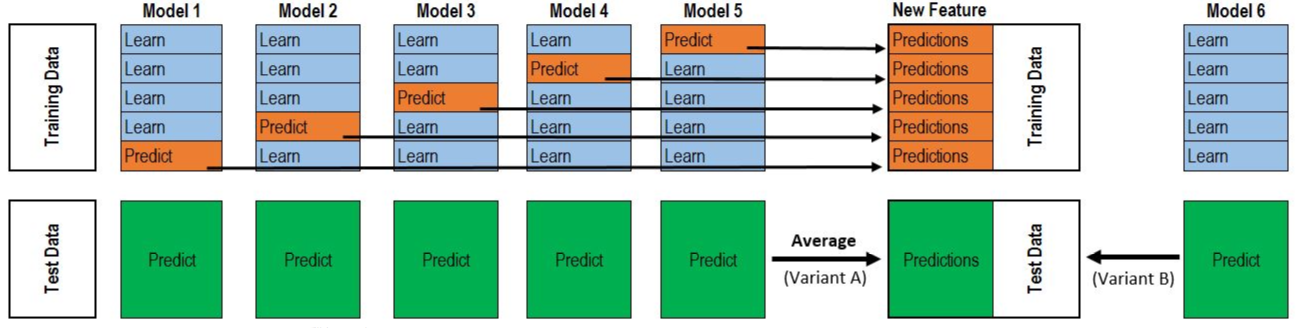 Model 1 Model 2 Model 3 Model 4 Model 5 New Feature Model 6
Training Data
Learn Learn Learn Learn Predict Predictions Learn
Learn Learn Learn Predict Learn Predictions Learn
Learn Learn Predict Learn Learn Predictions Learn
Learn Predict Learn Learn Learn Predictions Learn
Predict Learn Learn Learn Learn Predictions Learn
Training Data
Test Data
Predict Predict Predict Predict Predict
Average
(Variant A)
Predictions
Test Data
(Variant B)
Predict